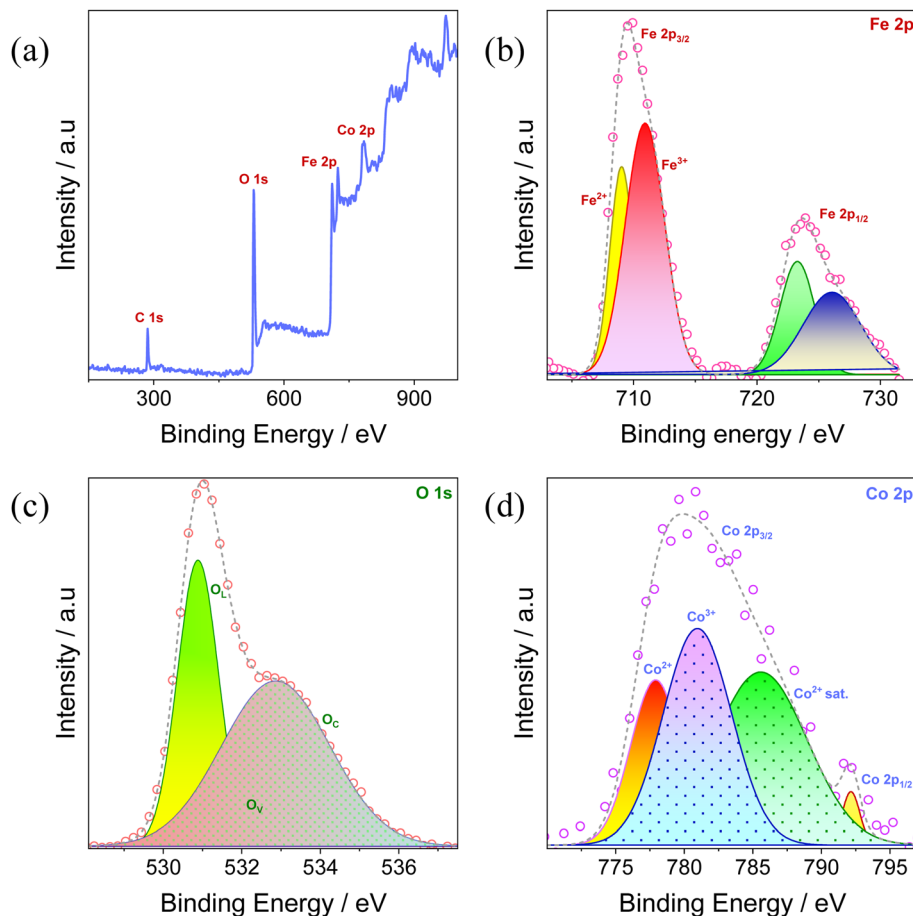 (a)
Intensity / a.u
C 1s
O 1s
Fe 2p
Co 2p
300
600
900
Binding Energy / eV
(b)
Fe 2p
Intensity / a.u
Fe 2p3/2
Fe2+
Fe3+
Fe 2p1/2
710
720
730
Binding energy / eV
(c)
O 1s
Intensity / a.u
OL
OC
OV
530
532
534
536
Binding Energy / eV
(d)
Co 2p
Intensity / a.u
Co 2p3/2
Co3+
Co2+
Co2+ sat.
Co 2p1/2
775
780
785
790
795
Binding Energy / eV